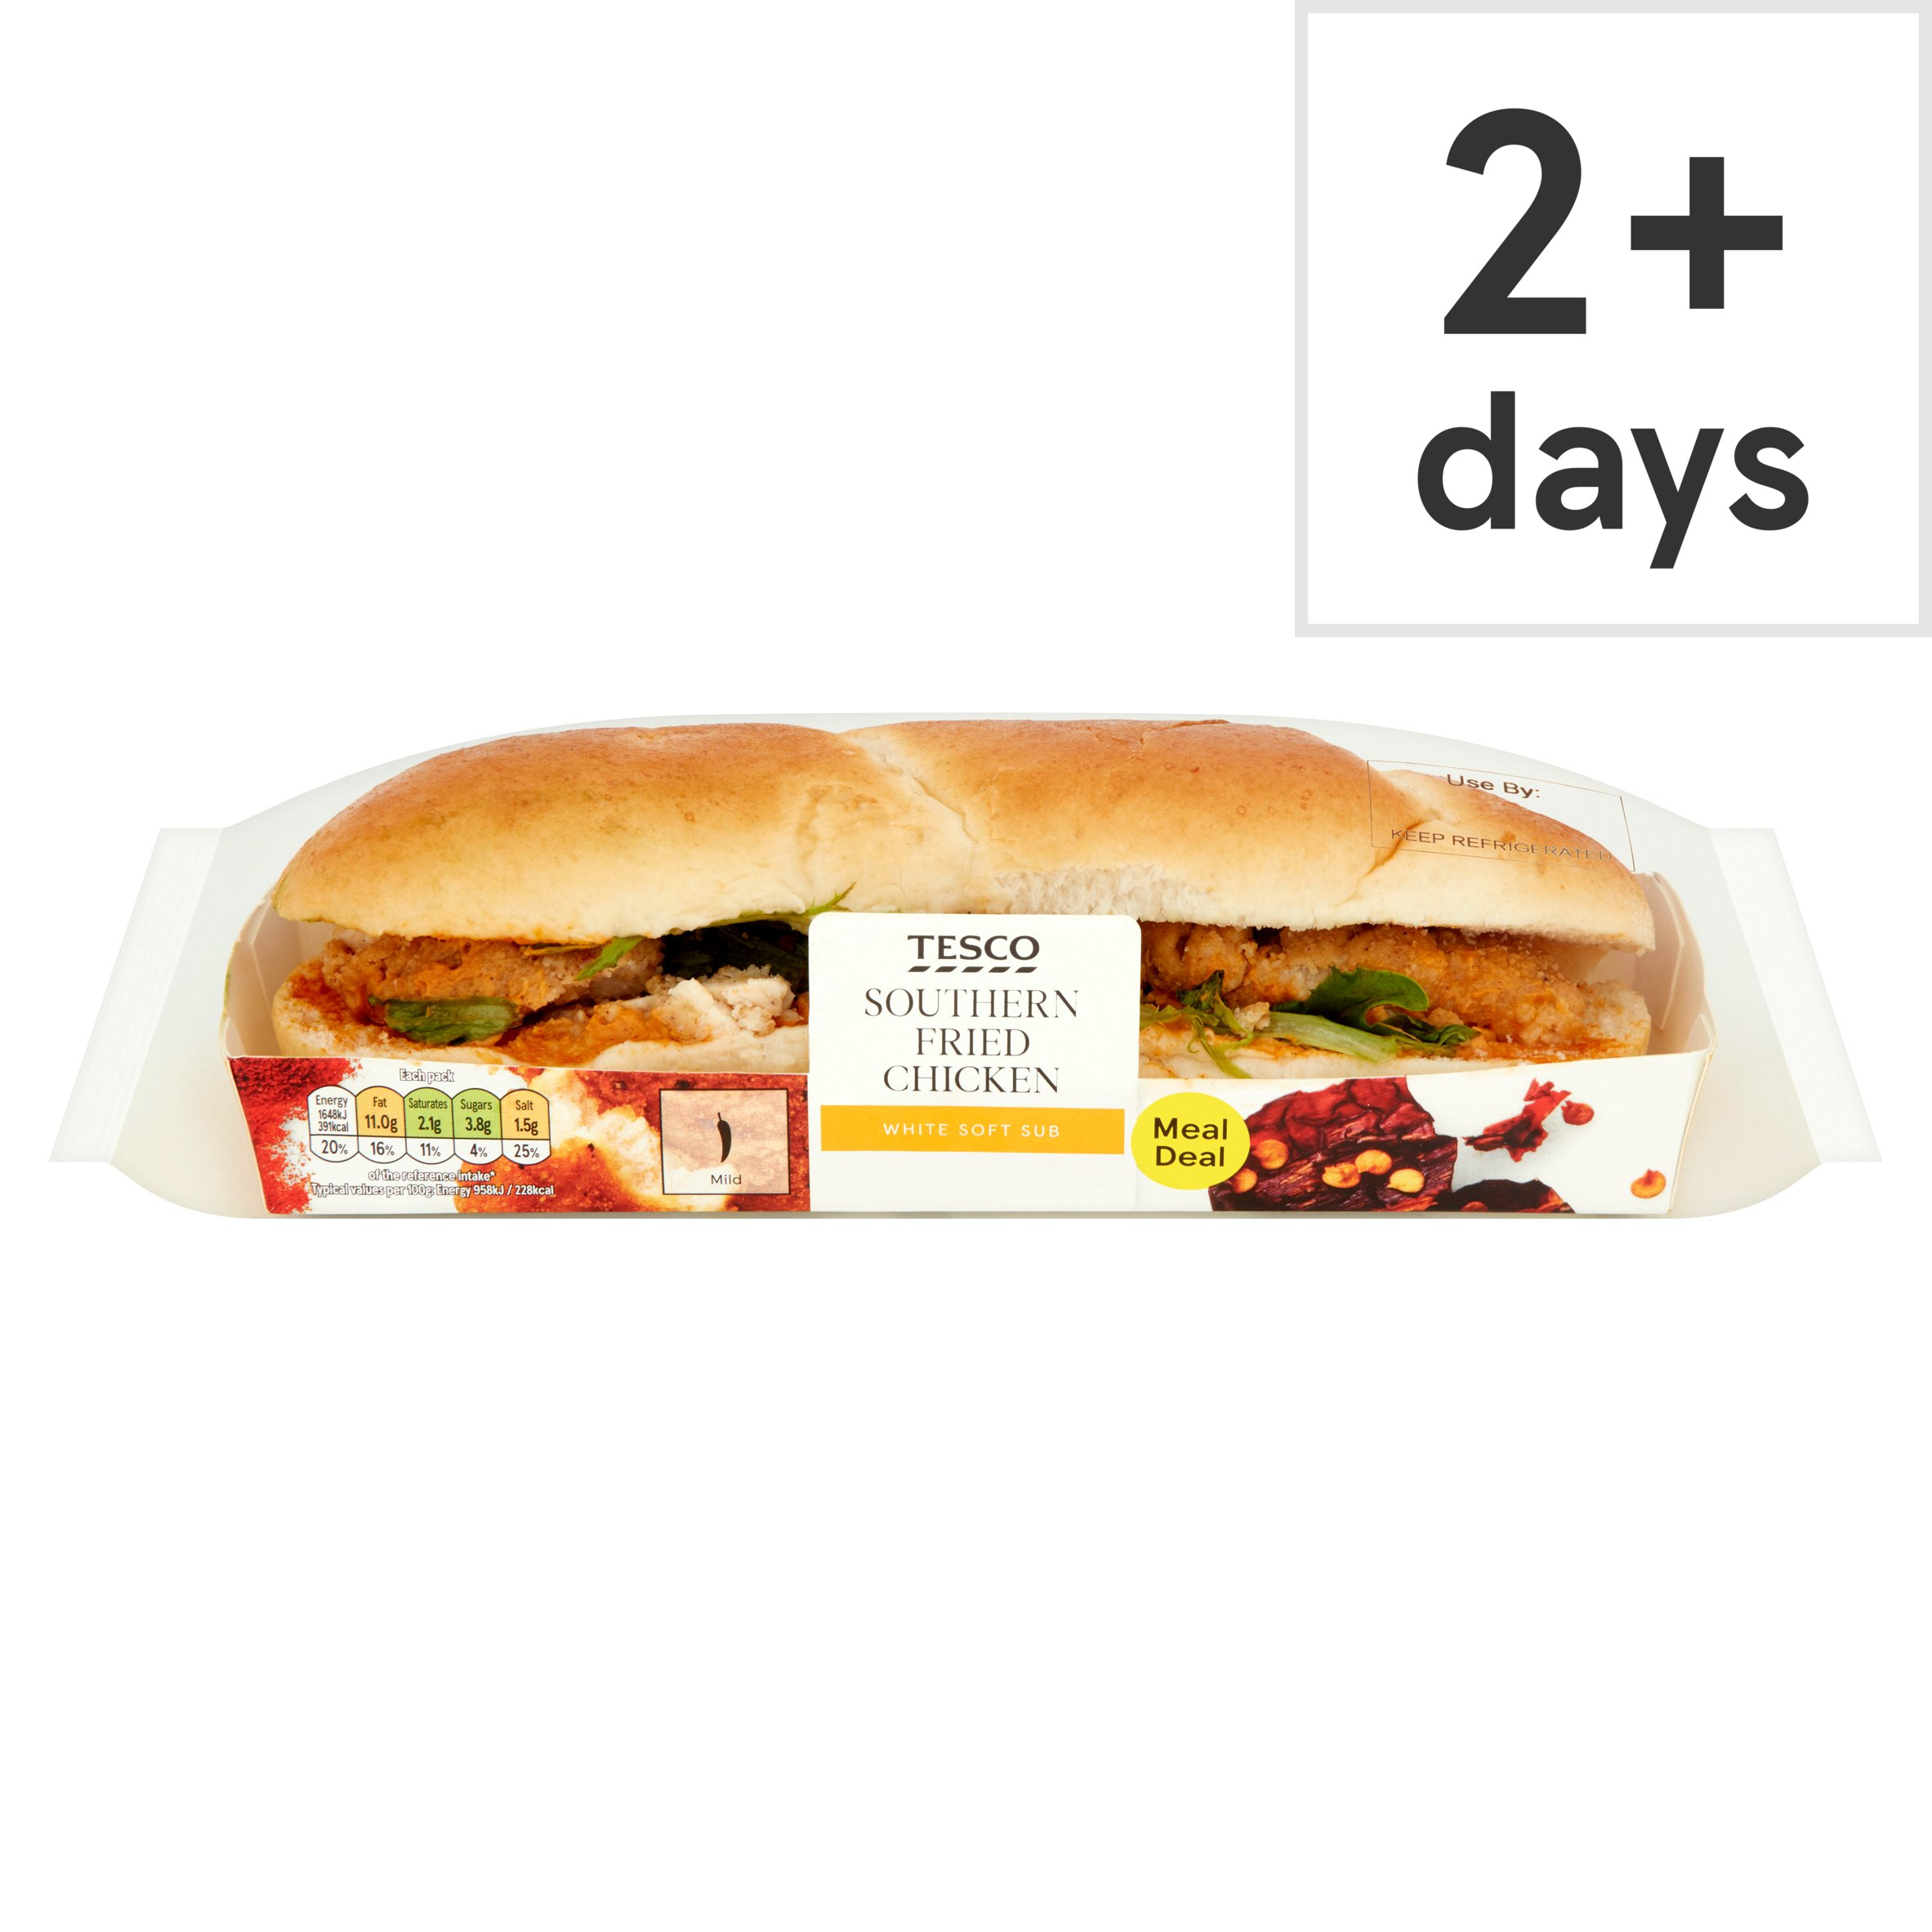 2+
days
Use By:
KEEP REFRIGERATED
TESCO
SOUTHERN
FRIED
CHICKEN
WHITE SOFT SUB
Meal
Deal
Each pack
Energy Fat Saturates Sugars Salt
1648kJ
391kcal 11.0g 2.1g 3.8g 1.5g
20% 16% 11% 4% 25%
of the reference intake*
Typical values per 100g: Energy 958kJ / 228kcal
Mild